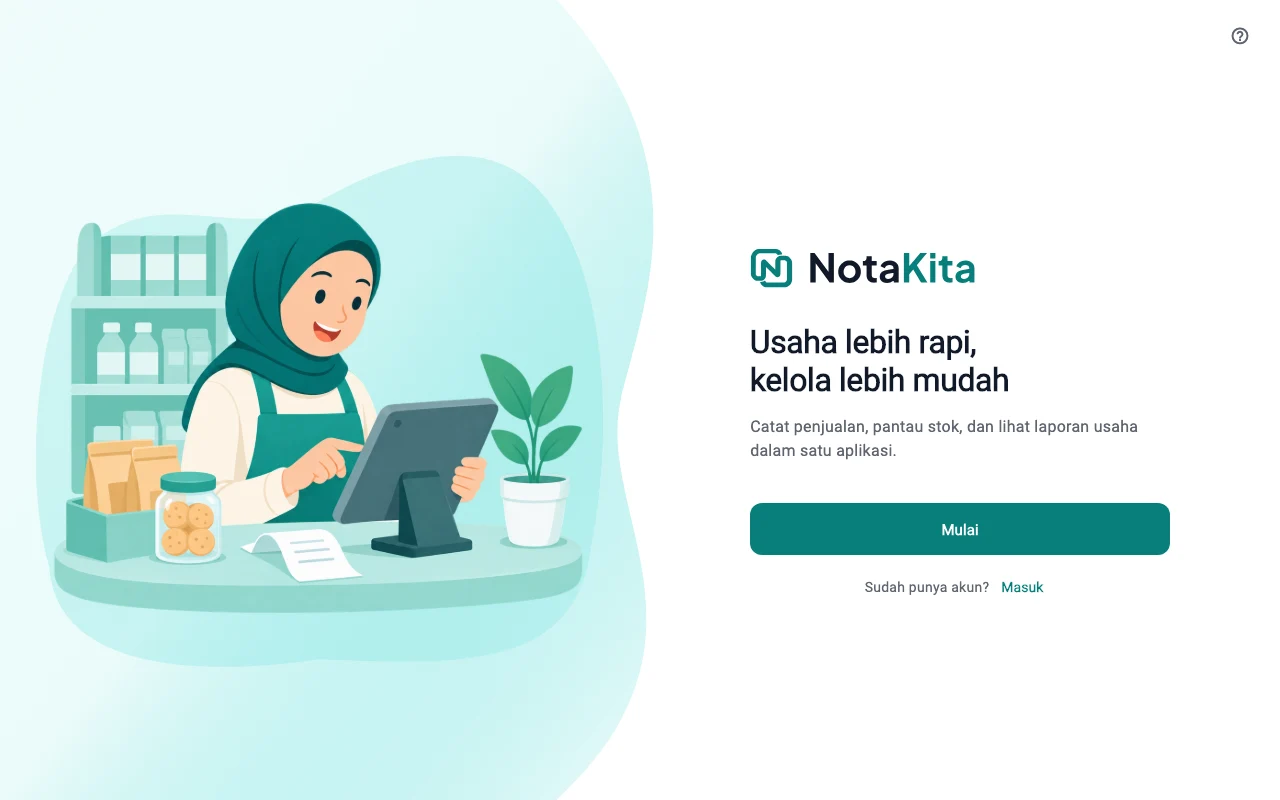 NotaKita
Usaha lebih rapi,
kelola lebih mudah
Catat penjualan, pantau stok, dan lihat laporan usaha
dalam satu aplikasi.
Mulai
Sudah punya akun? Masuk